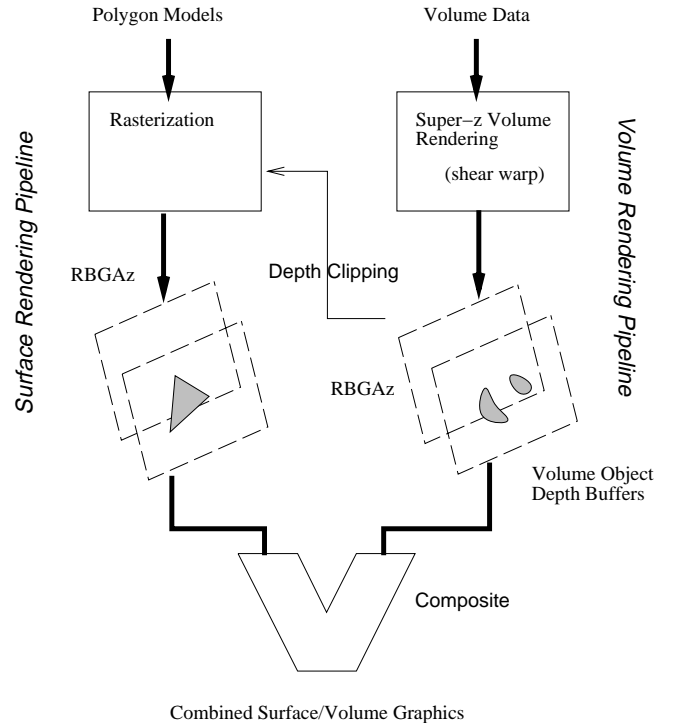 Polygon Models
Volume Data
Rasterization
Super−z Volume
Rendering
(shear warp)
Surface Rendering Pipeline
Volume Rendering Pipeline
RBGAz
Depth Clipping
RBGAz
Volume Object
Depth Buffers
Composite
Combined Surface/Volume Graphics